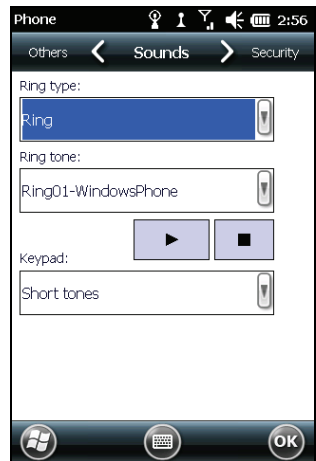 Phone 2:56
Others Sounds Security
Ring type:
Ring
Ring tone:
Ring01-WindowsPhone
Keypad:
Short tones
OK